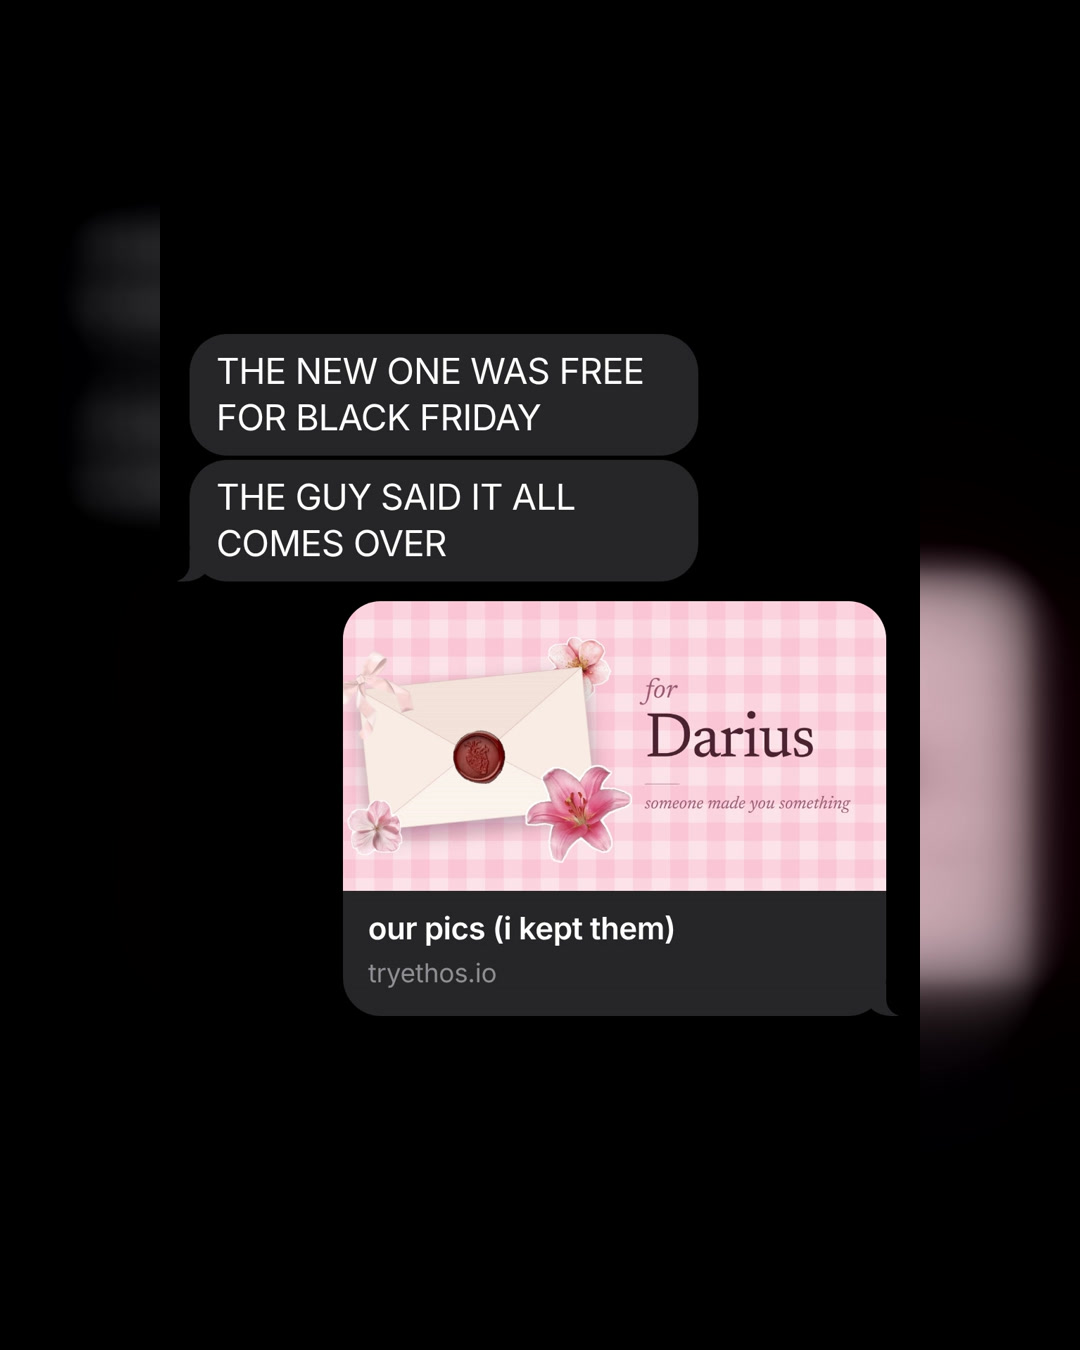 THE NEW ONE WAS FREE
FOR BLACK FRIDAY
THE GUY SAID IT ALL
COMES OVER
for
Darius
someone made you something
our pics (i kept them)
tryethos.io